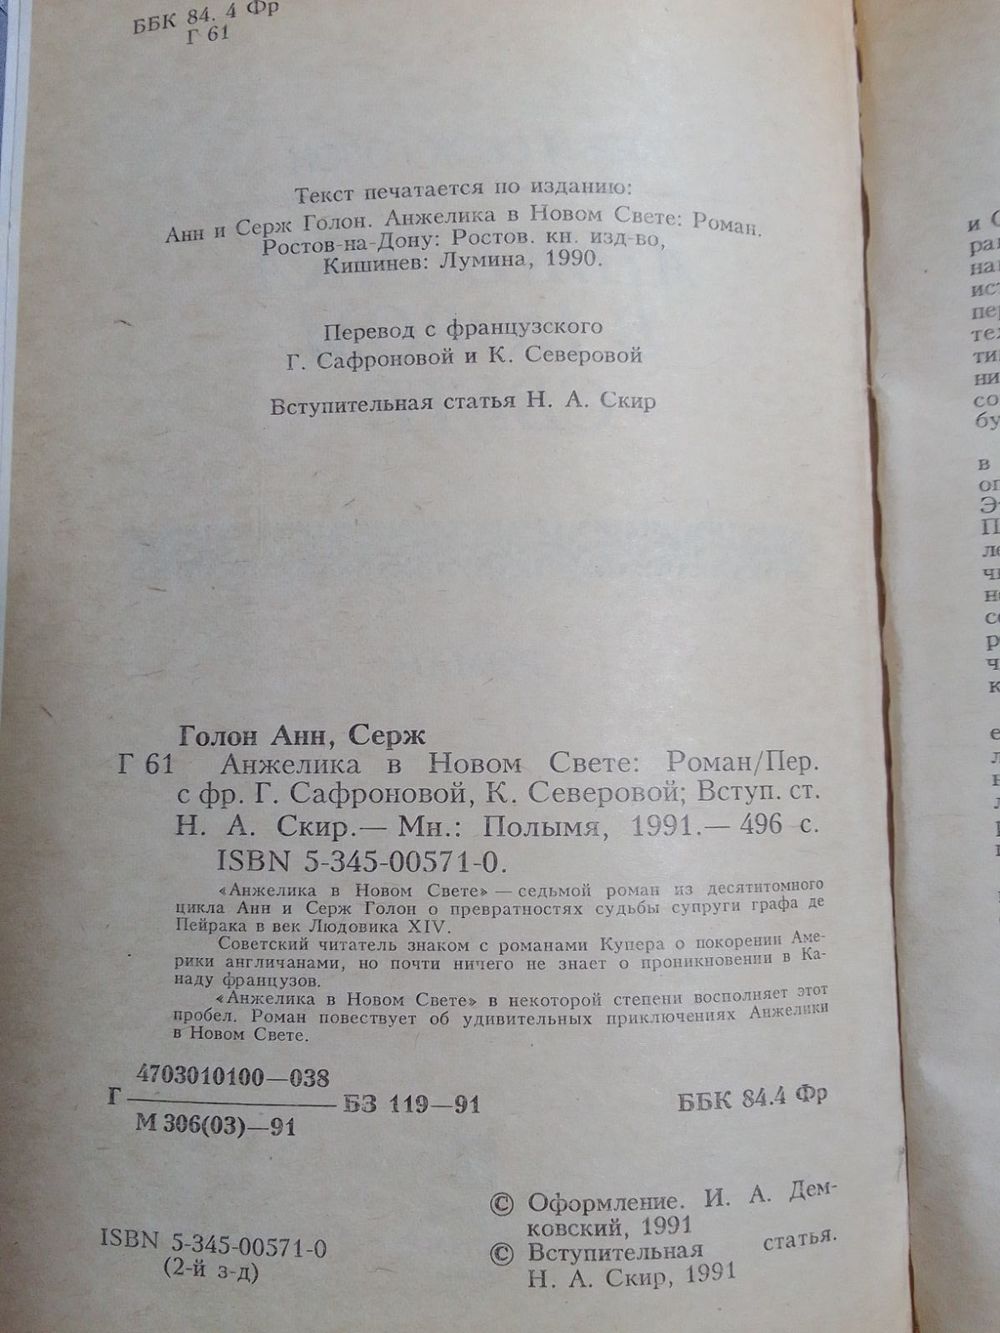 ББК 84. 4 Фр
Г 61
Текст печатается по изданию:
Анн и Серж Голон. Анжелика в Новом Свете: Роман.
Ростов-на-Дону: Ростов. кн. изд-во,
Кишинев: Лумина, 1990.
Перевод с французского
Г. Сафроновой и К. Северовой
Вступительная статья Н. А. Скир
Голон Анн, Серж
Г 61 Анжелика в Новом Свете: Роман/Пер.
с фр. Г. Сафроновой, К. Северовой; Вступ. ст.
Н. А. Скир.— Мн.: Полымя, 1991.— 496 с.
ISBN 5-345-00571-0.
«Анжелика в Новом Свете» — седьмой роман из десятитомного
цикла Анн и Серж Голон о превратностях судьбы супруги графа де
Пейрака в век Людовика XIV.
Советский читатель знаком с романами Купера о покорении Аме-
рики англичанами, но почти ничего не знает о проникновении в Ка-
наду французов.
«Анжелика в Новом Свете» в некоторой степени восполняет этот
пробел. Роман повествует об удивительных приключениях Анжелики
в Новом Свете.
4703010100—038
Г БЗ 119—91 ББК 84.4 Фр
М 306(03)—91
© Оформление. И. А. Дем-
ковский, 1991
ISBN 5-345-00571-0
© Вступительная статья.
(2-й з-д)
Н. А. Скир, 1991